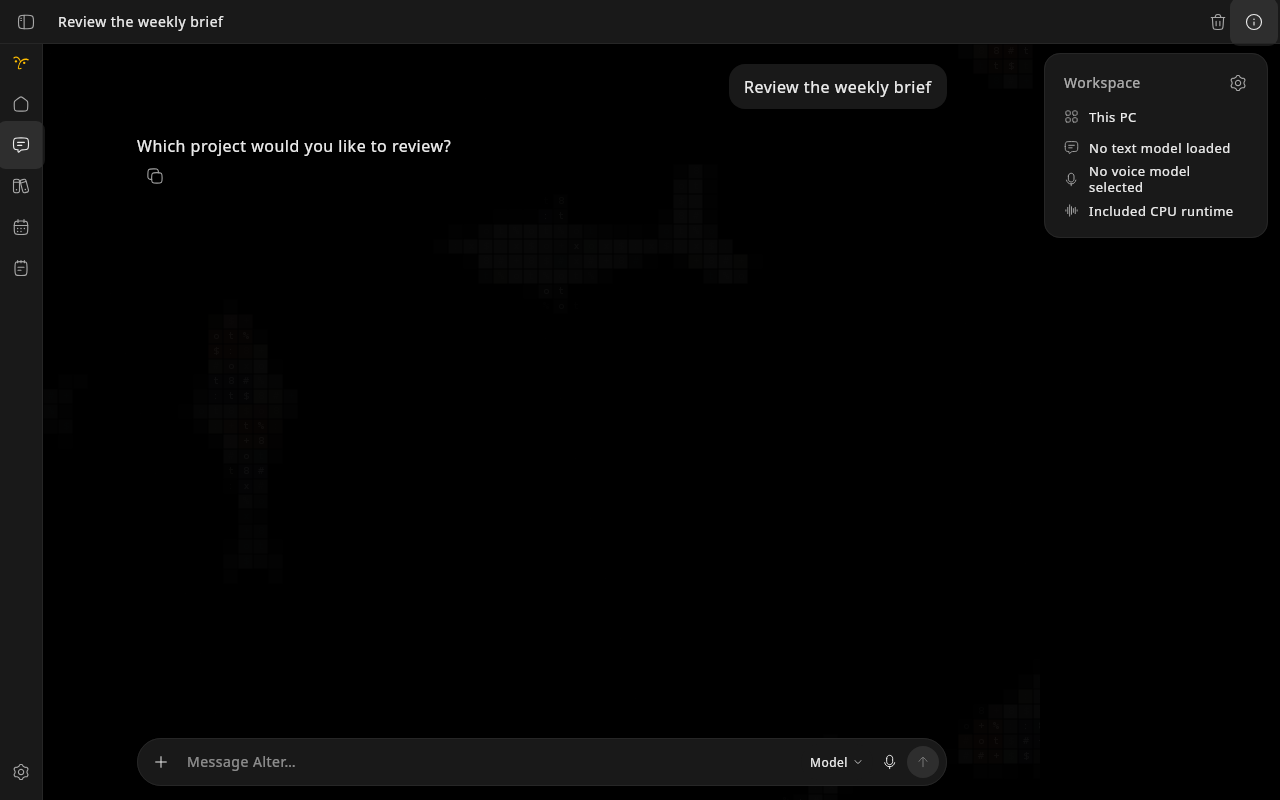 Review the weekly brief
Review the weekly brief
Which project would you like to review?
Workspace
This PC
No text model loaded
No voice model
selected
Included CPU runtime
Message Alter...
Model